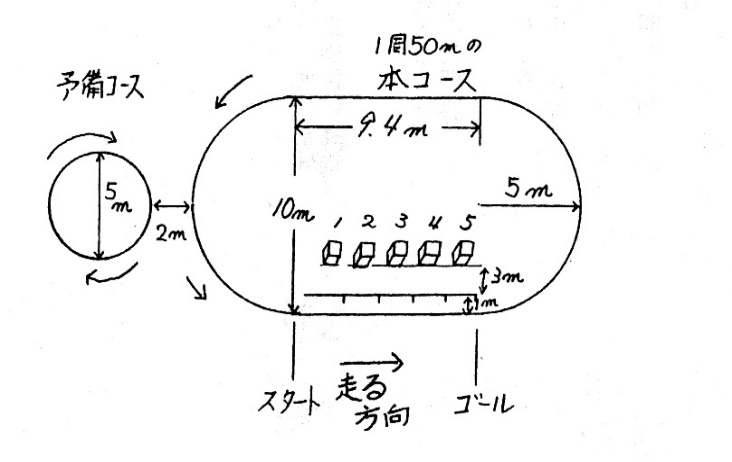 1周50mの
本コース
予備コース
9.4m
5m
2m
10m
5m
1 2 3 4 5
3m
1m
スタート
走る
方向
ゴール